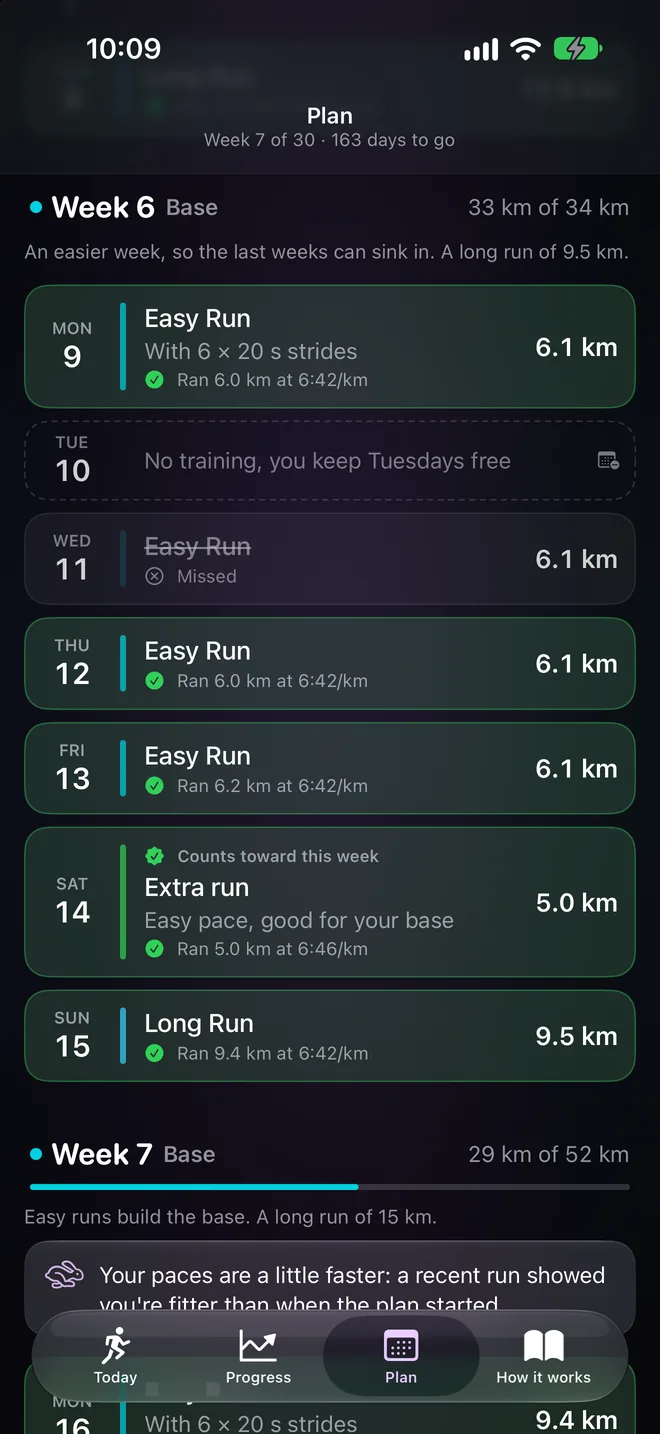 10:09
Plan
Week 7 of 30 · 163 days to go
Week 6 Base
33 km of 34 km
An easier week, so the last weeks can sink in. A long run of 9.5 km.
MON
9
Easy Run
With 6 × 20 s strides
Ran 6.0 km at 6:42/km
6.1 km
TUE
10
No training, you keep Tuesdays free
WED
11
Easy Run
Missed
6.1 km
THU
12
Easy Run
Ran 6.0 km at 6:42/km
6.1 km
FRI
13
Easy Run
Ran 6.2 km at 6:42/km
6.1 km
SAT
14
Counts toward this week
Extra run
Easy pace, good for your base
Ran 5.0 km at 6:46/km
5.0 km
SUN
15
Long Run
Ran 9.4 km at 6:42/km
9.5 km
Week 7 Base
29 km of 52 km
Easy runs build the base. A long run of 15 km.
Your paces are a little faster: a recent run showed
you're fitter than when the plan started
Today
Progress
Plan
How it works
MON
16
With 6 × 20 s strides
9.4 km